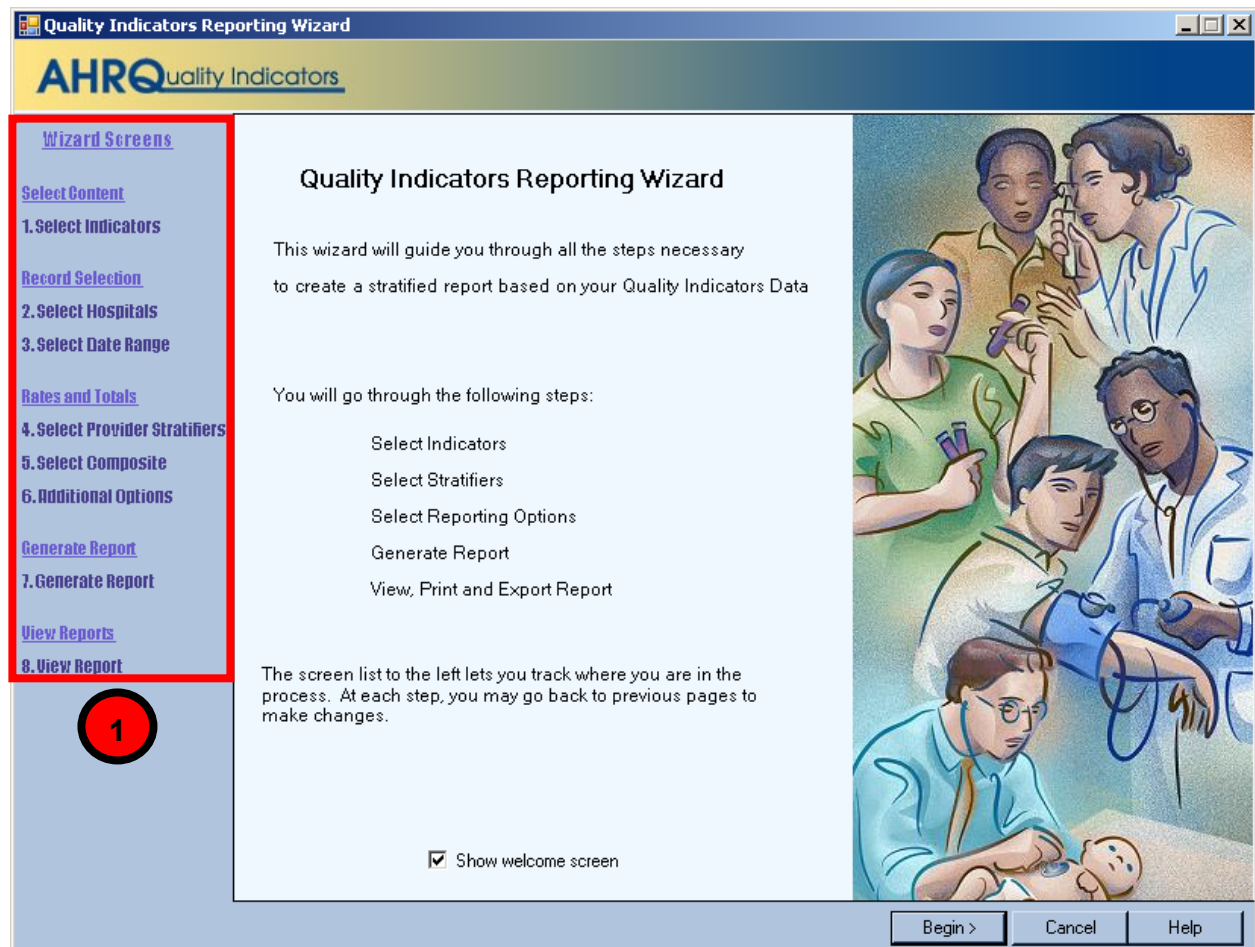 Quality Indicators Reporting Wizard
AHRQuality Indicators
Wizard Screens
Select Content
1. Select Indicators
Record Selection
2. Select Hospitals
3. Select Date Range
Rates and Totals
4. Select Provider Stratifiers
5. Select Composite
6. Additional Options
Generate Report
7. Generate Report
View Reports
8. View Report
1
Quality Indicators Reporting Wizard
This wizard will guide you through all the steps necessary
to create a stratified report based on your Quality Indicators Data
You will go through the following steps:
Select Indicators
Select Stratifiers
Select Reporting Options
Generate Report
View, Print and Export Report
The screen list to the left lets you track where you are in the
process. At each step, you may go back to previous pages to
make changes.
Show welcome screen
Begin >
Cancel
Help